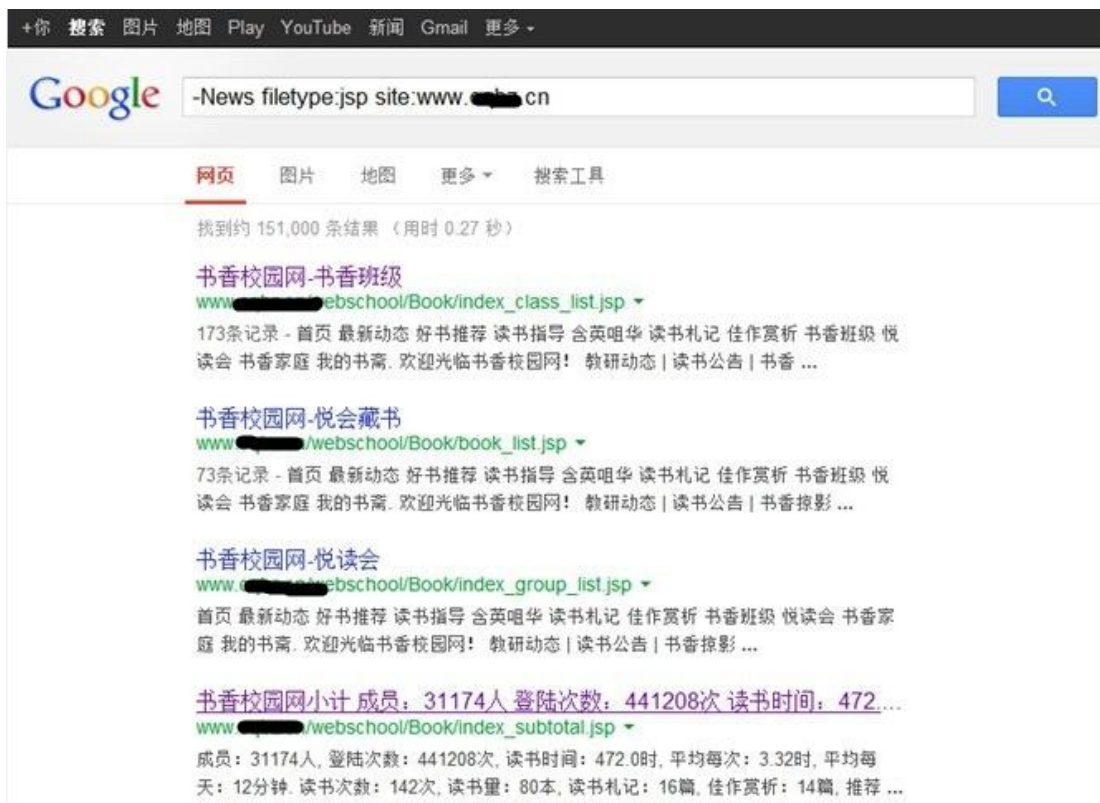 +你 搜索 图片 地图 Play YouTube 新闻 Gmail 更多
Google -News filetype:jsp site:www. .cn
网页 图片 地图 更多 搜索工具
找到约 151,000 条结果 (用时 0.27 秒)
书香校园网-书香班级
www. ebschool/Book/index_class_list.jsp
173条记录 - 首页 最新动态 好书推荐 读书指导 含英咀华 读书札记 佳作赏析 书香班级 悦
读会 书香家庭 我的书斋. 欢迎光临书香校园网! 教研动态 | 读书公告 | 书香 ...
书香校园网-悦会藏书
www. /webschool/Book/book_list.jsp
73条记录 - 首页 最新动态 好书推荐 读书指导 含英咀华 读书札记 佳作赏析 书香班级 悦
读会 书香家庭 我的书斋. 欢迎光临书香校园网! 教研动态 | 读书公告 | 书香掠影 ...
书香校园网-悦读会
www. ebschool/Book/index_group_list.jsp
首页 最新动态 好书推荐 读书指导 含英咀华 读书札记 佳作赏析 书香班级 悦读会 书香家
庭 我的书斋. 欢迎光临书香校园网! 教研动态 | 读书公告 | 书香掠影 ...
书香校园网小计 成员：31174人 登陆次数：441208次 读书时间：472....
www. /webschool/Book/index_subtotal.jsp
成员：31174人, 登陆次数：441208次, 读书时间：472.0时, 平均每次：3.32时, 平均每
天：12分钟. 读书次数：142次, 读书量：80本, 读书札记：16篇, 佳作赏析：14篇, 推荐 ...